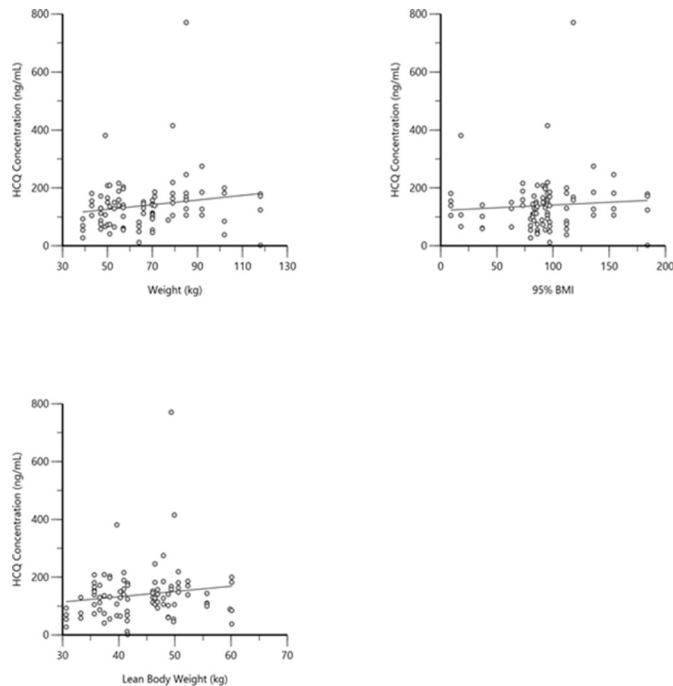 800
600
400
200
0
HCQ Concentration (ng/mL)
30 50 70 90 110 130
Weight (kg)
800
600
400
200
0
HCQ Concentration (ng/mL)
0 50 100 150 200
95% BMI
800
600
400
200
0
HCQ Concentration (ng/mL)
30 40 50 60 70
Lean Body Weight (kg)